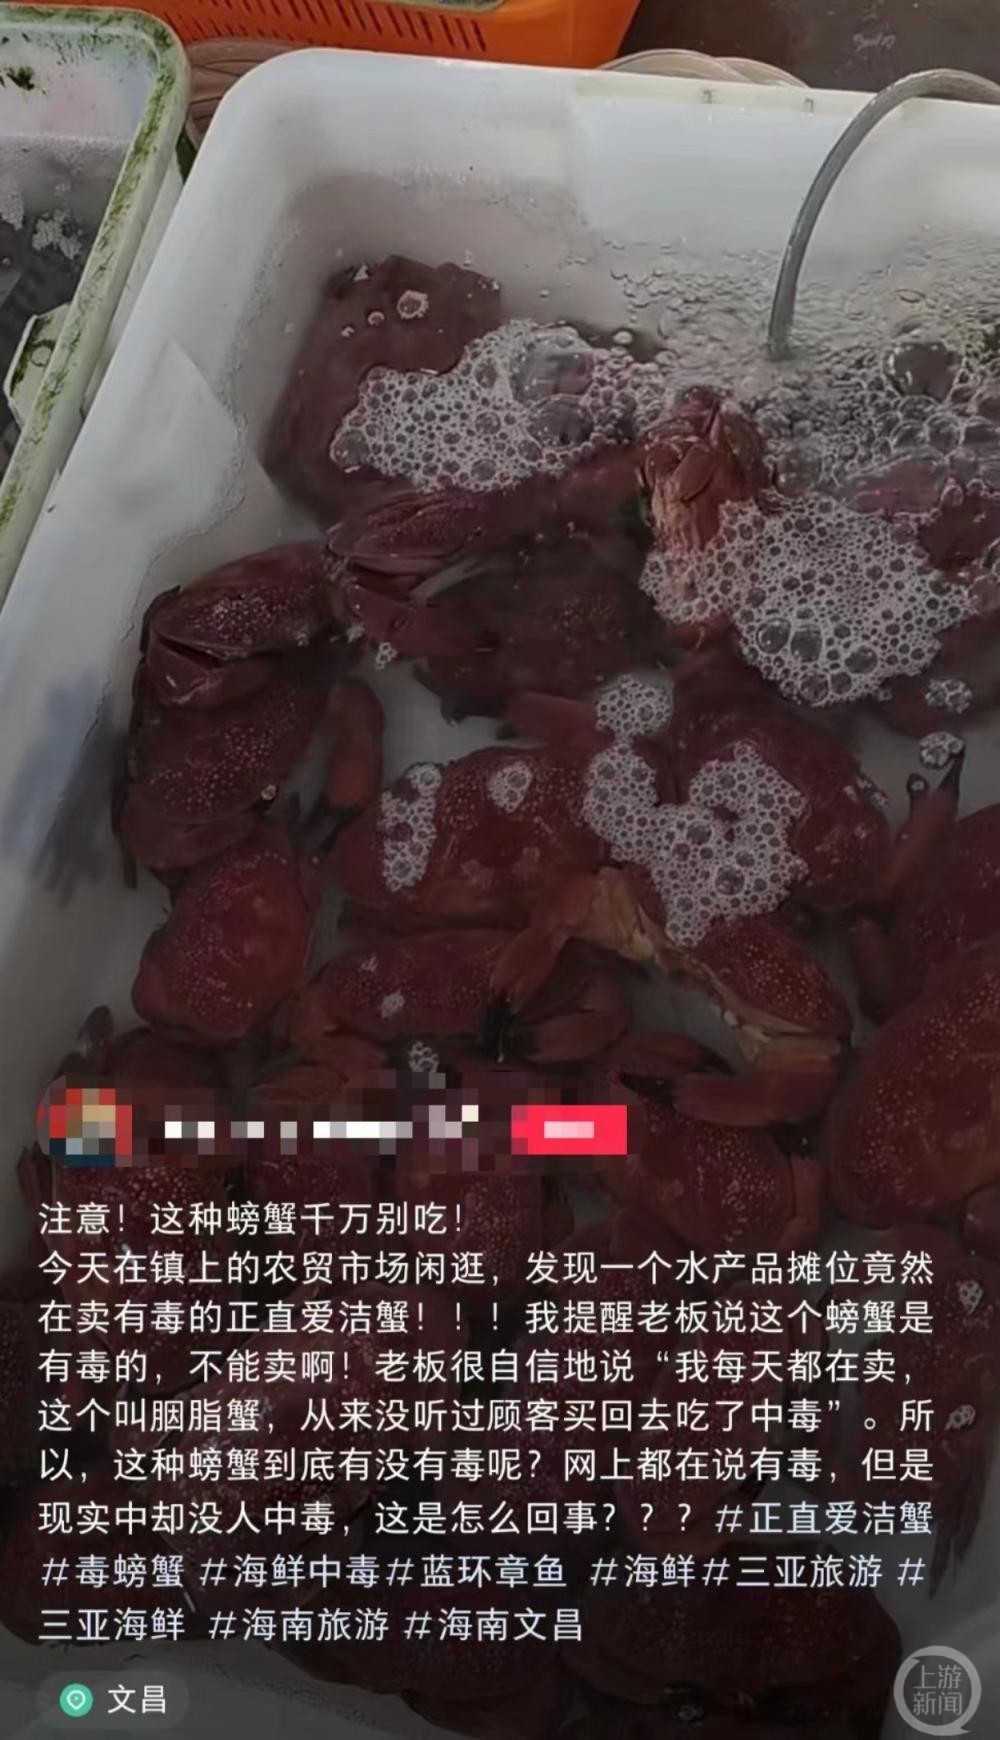 注意！这种螃蟹千万别吃！
今天在镇上的农贸市场闲逛，发现一个水产品摊位竟然
在卖有毒的正直爱洁蟹！！！我提醒老板说这个螃蟹是
有毒的，不能卖啊！老板很自信地说“我每天都在卖，
这个叫胭脂蟹，从来没听过顾客买回去吃了中毒”。所
以，这种螃蟹到底有没有毒呢？网上都在说有毒，但是
现实中却没人中毒，这是怎么回事？？？#正直爱洁蟹
#毒螃蟹 #海鲜中毒#蓝环章鱼 #海鲜#三亚旅游 #
三亚海鲜 #海南旅游 #海南文昌
文昌
上游
新闻